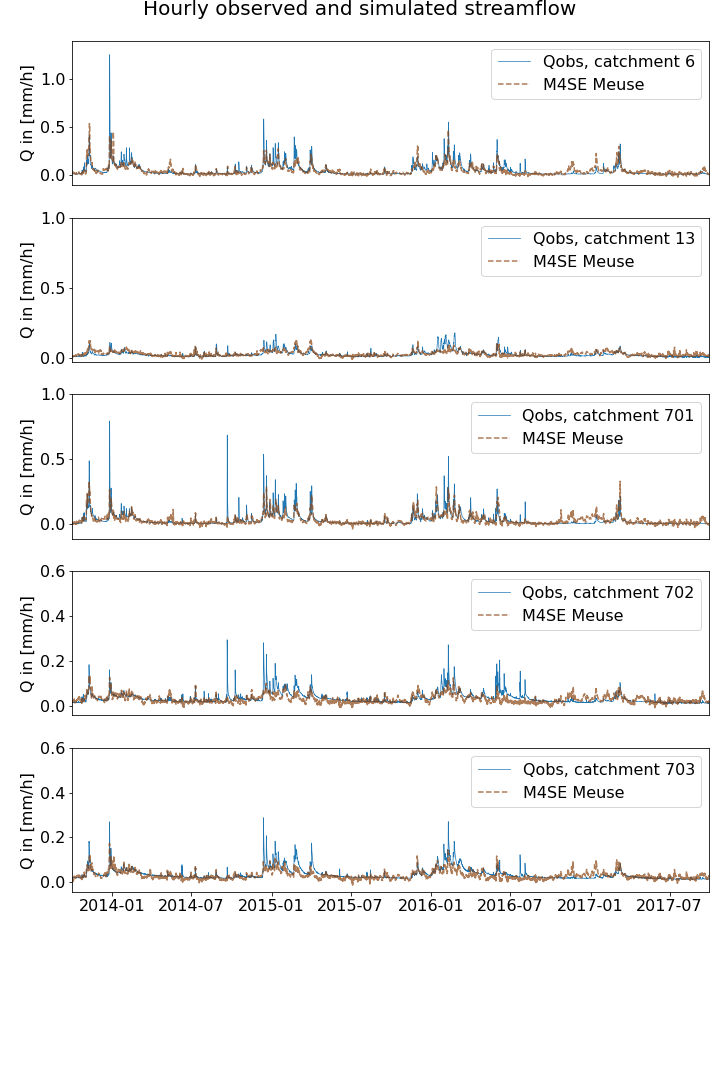 Hourly observed and simulated streamflow
Q in [mm/h]
1.0
0.5
0.0
Qobs, catchment 6
M4SE Meuse
Q in [mm/h]
1.0
0.5
0.0
Qobs, catchment 13
M4SE Meuse
Q in [mm/h]
1.0
0.5
0.0
Qobs, catchment 701
M4SE Meuse
Q in [mm/h]
0.6
0.4
0.2
0.0
Qobs, catchment 702
M4SE Meuse
Q in [mm/h]
0.6
0.4
0.2
0.0
Qobs, catchment 703
M4SE Meuse
2014-01 2014-07 2015-01 2015-07 2016-01 2016-07 2017-01 2017-07